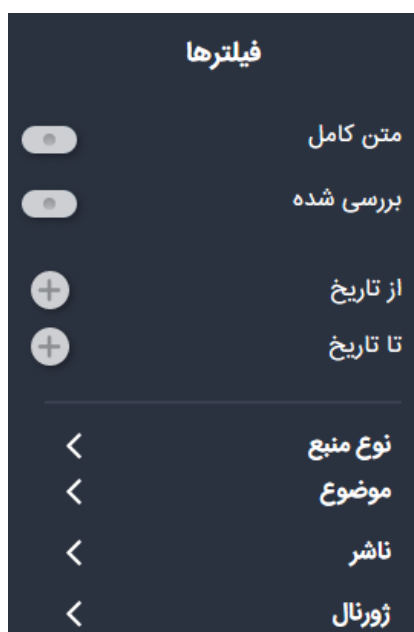 فیلترها
متن کامل
بررسی شده
از تاریخ
تا تاریخ
نوع منبع
موضوع
ناشر
ژورنال